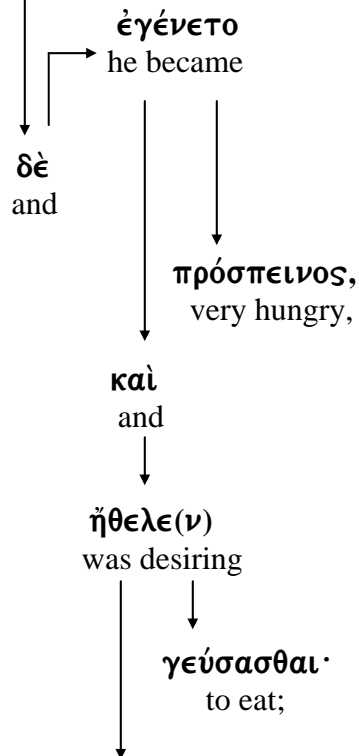 ἐγένετο
he became
δὲ
and
πρόσπεινος,
very hungry,
καὶ
and
ἤθελε(ν)
was desiring
γεύσασθαι·
to eat;